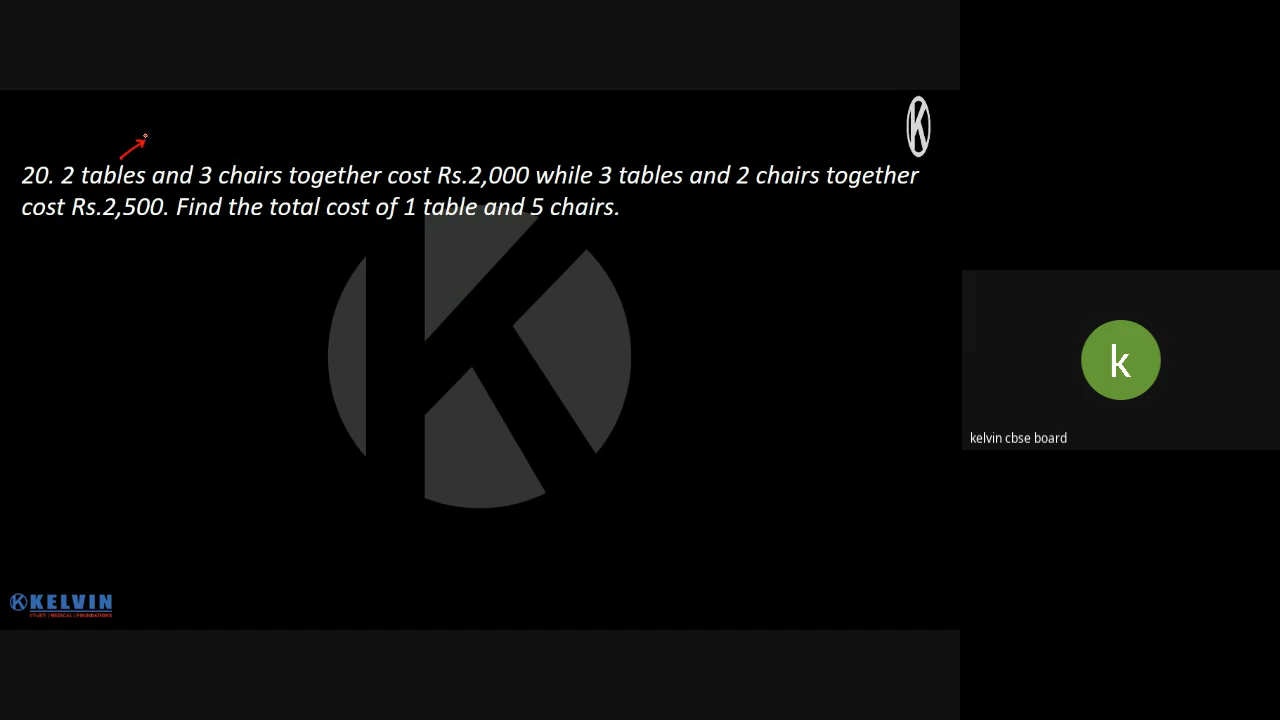 20. 2 tables and 3 chairs together cost Rs.2,000 while 3 tables and 2 chairs together
cost Rs.2,500. Find the total cost of 1 table and 5 chairs.
k
kelvin cbse board
KELVIN